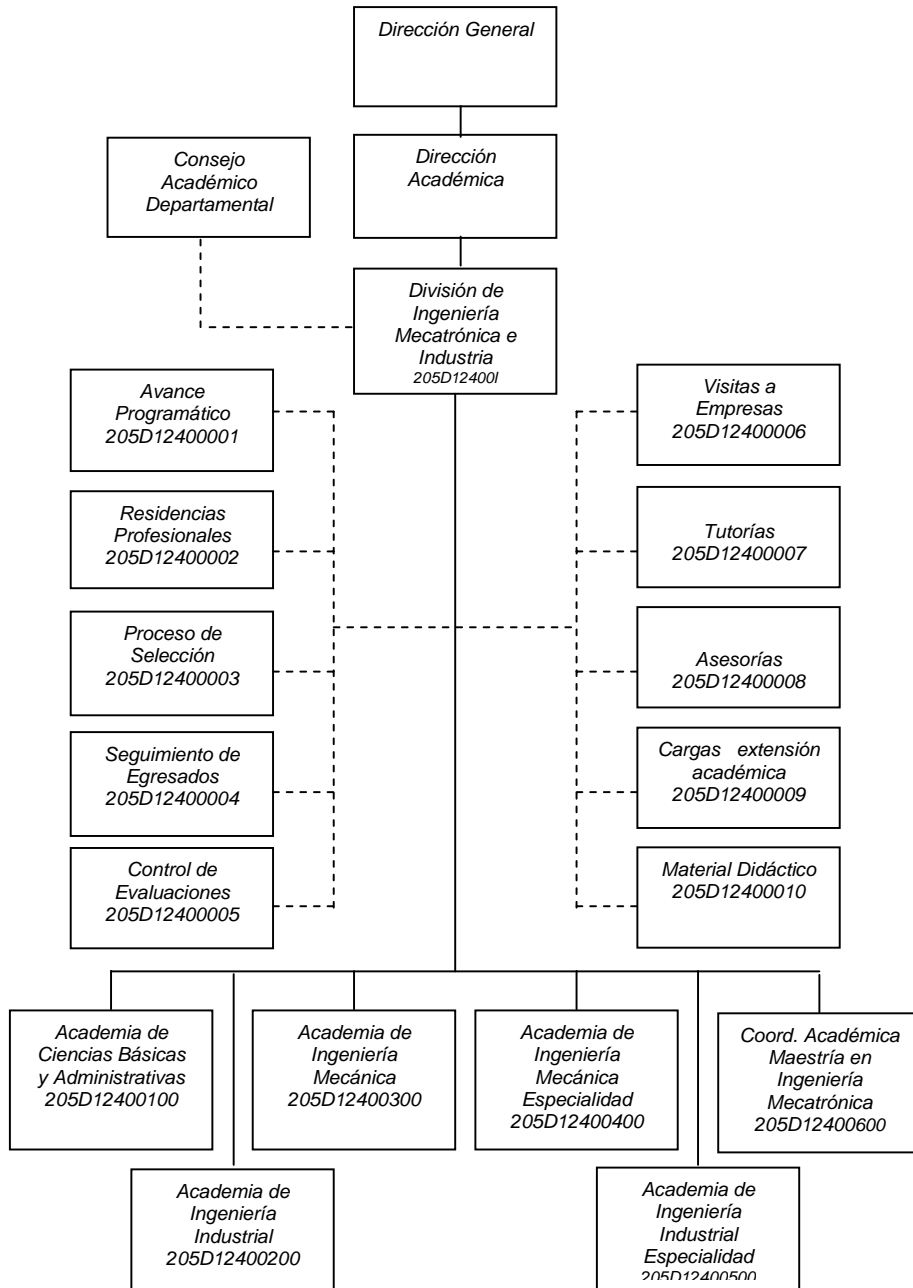 Dirección General
Dirección
Académica
Consejo
Académico
Departamental
División de
Ingeniería
Mecatrónica e
Industria
205D12400I
Avance
Programático
205D12400001
Visitas a
Empresas
205D12400006
Residencias
Profesionales
205D12400002
Tutorías
205D12400007
Proceso de
Selección
205D12400003
Asesorías
205D12400008
Seguimiento de
Egresados
205D12400004
Cargas extensión
académica
205D12400009
Control de
Evaluaciones
205D12400005
Material Didáctico
205D12400010
Academia de
Ciencias Básicas
y Administrativas
205D12400100
Academia de
Ingeniería
Mecánica
205D12400300
Academia de
Ingeniería
Mecánica
Especialidad
205D12400400
Coord. Académica
Maestría en
Ingeniería
Mecatrónica
205D12400600
Academia de
Ingeniería
Industrial
205D12400200
Academia de
Ingeniería
Industrial
Especialidad
205D12400500